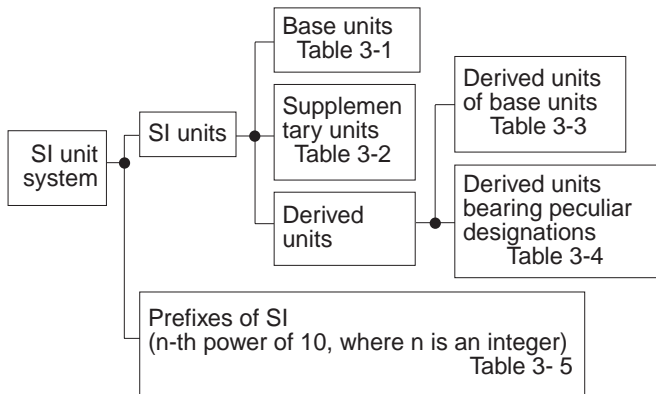 SI unit
system
SI units
Base units
Table 3-1
Supplemen
tary units
Table 3-2
Derived
units
Derived units
of base units
Table 3-3
Derived units
bearing peculiar
designations
Table 3-4
Prefixes of SI
(n-th power of 10, where n is an integer)
Table 3- 5